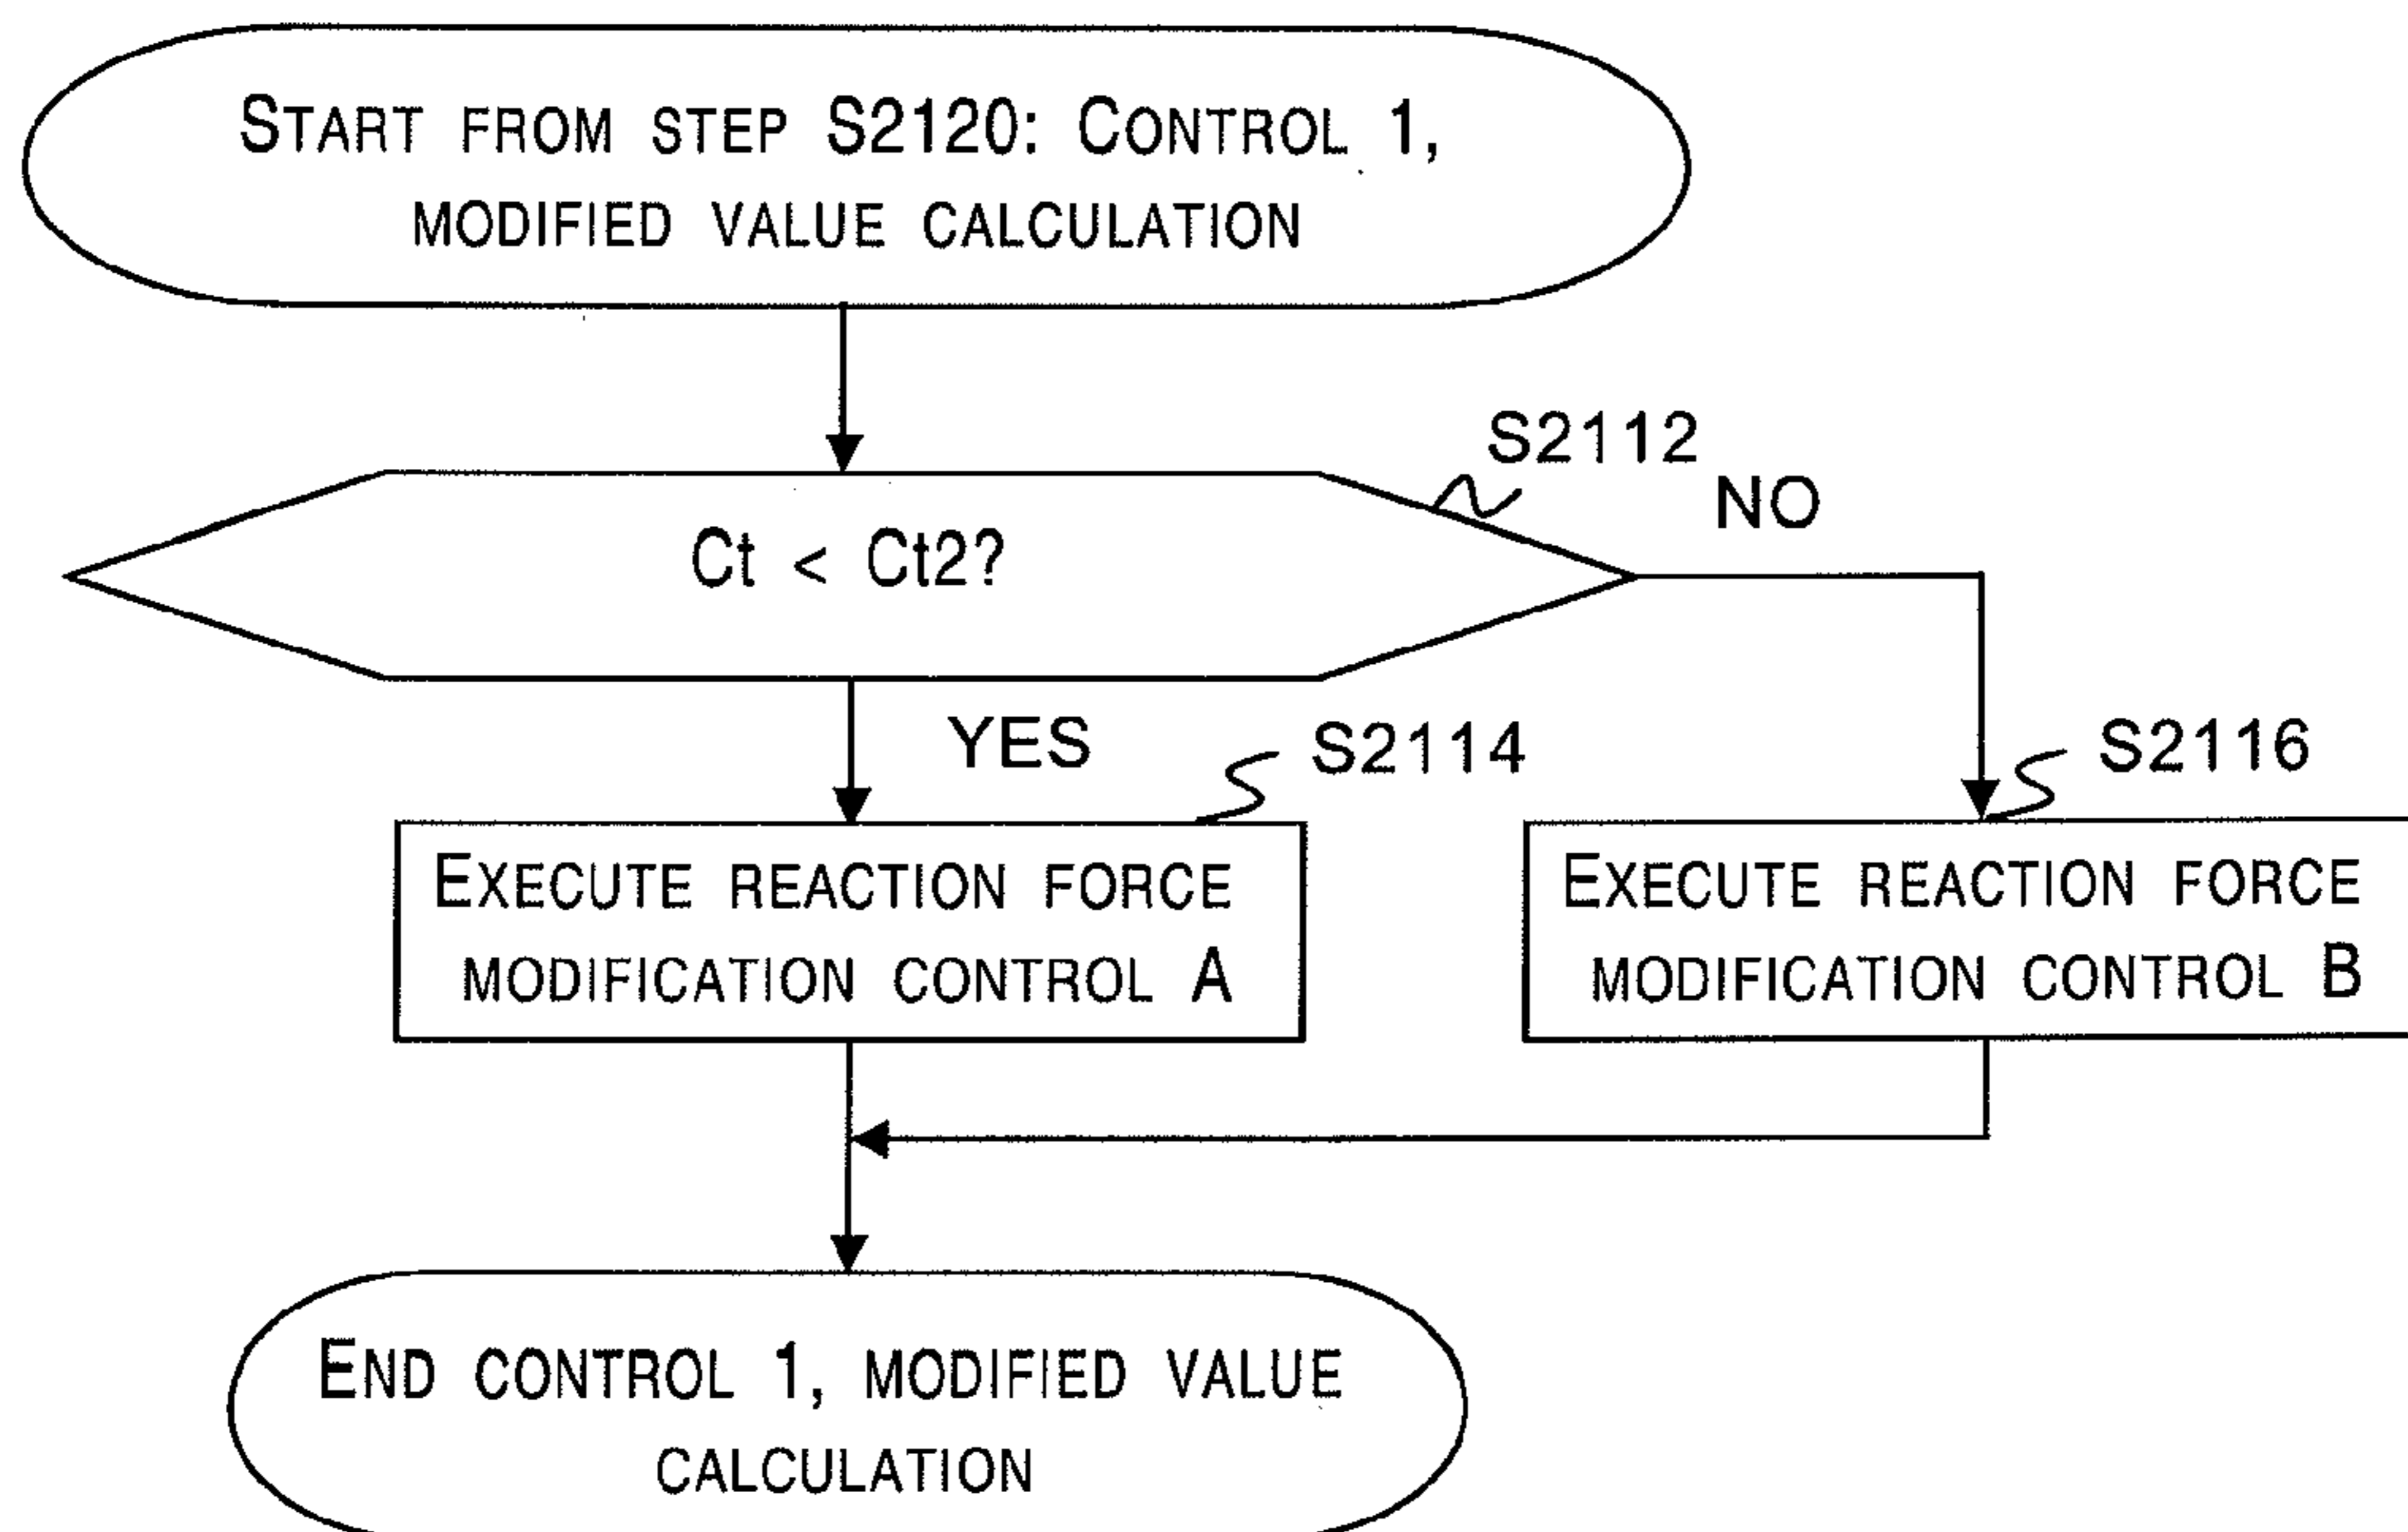 START FROM STEP S2120: CONTROL 1,
MODIFIED VALUE CALCULATION
S2112
NO
Ct < Ct2?
YES
S2114
S2116
EXECUTE REACTION FORCE
MODIFICATION CONTROL A
EXECUTE REACTION FORCE
MODIFICATION CONTROL B
END CONTROL 1, MODIFIED VALUE
CALCULATION